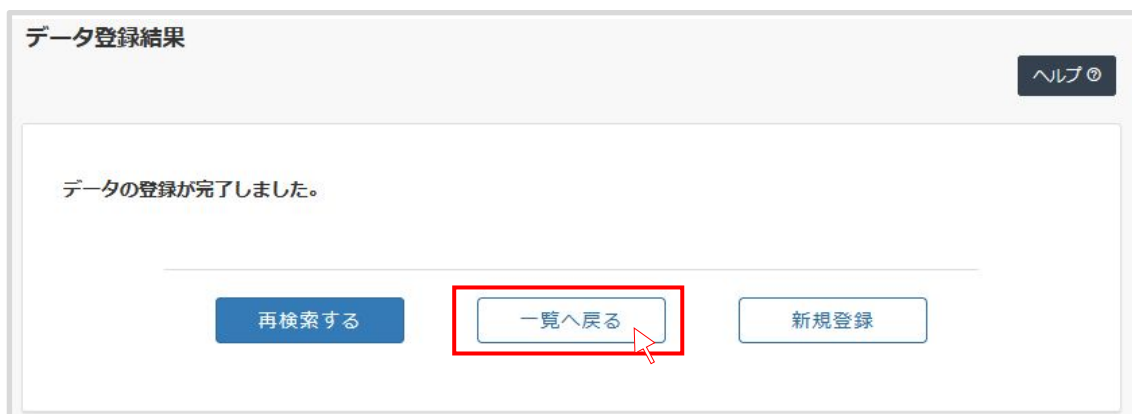 データ登録結果
ヘルプ?
データの登録が完了しました。
再検索する
一覧へ戻る
新規登録